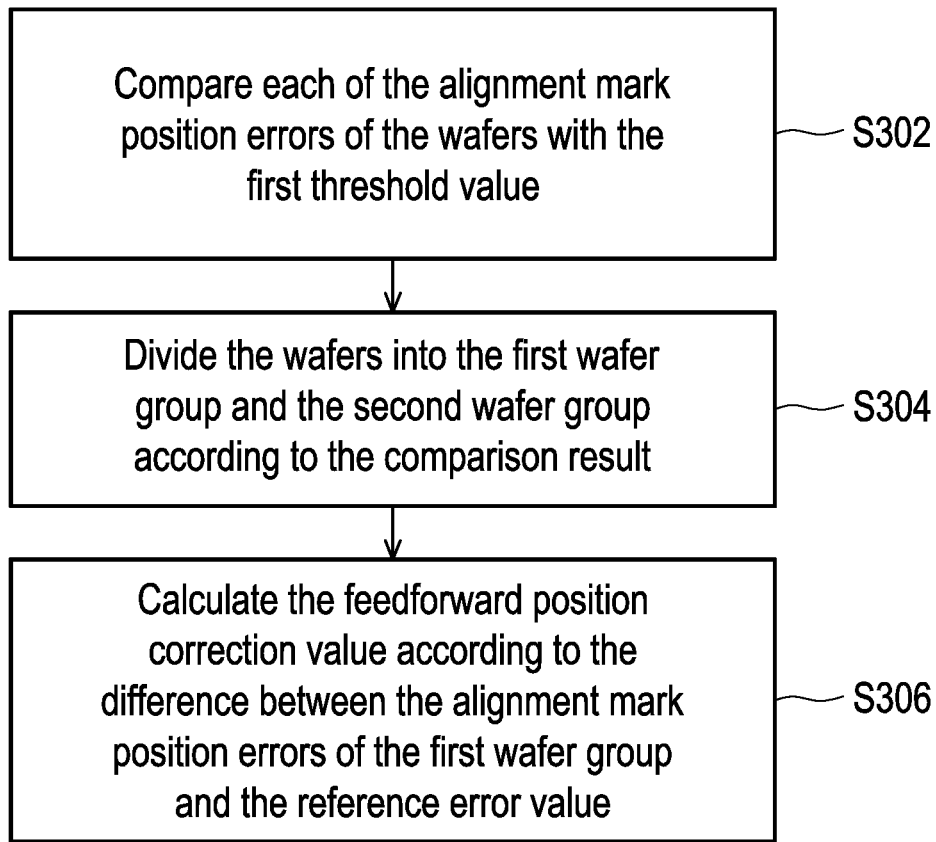 Compare each of the alignment mark
position errors of the wafers with the
first threshold value
S302
Divide the wafers into the first wafer
group and the second wafer group
according to the comparison result
S304
Calculate the feedforward position
correction value according to the
difference between the alignment mark
position errors of the first wafer group
and the reference error value
S306